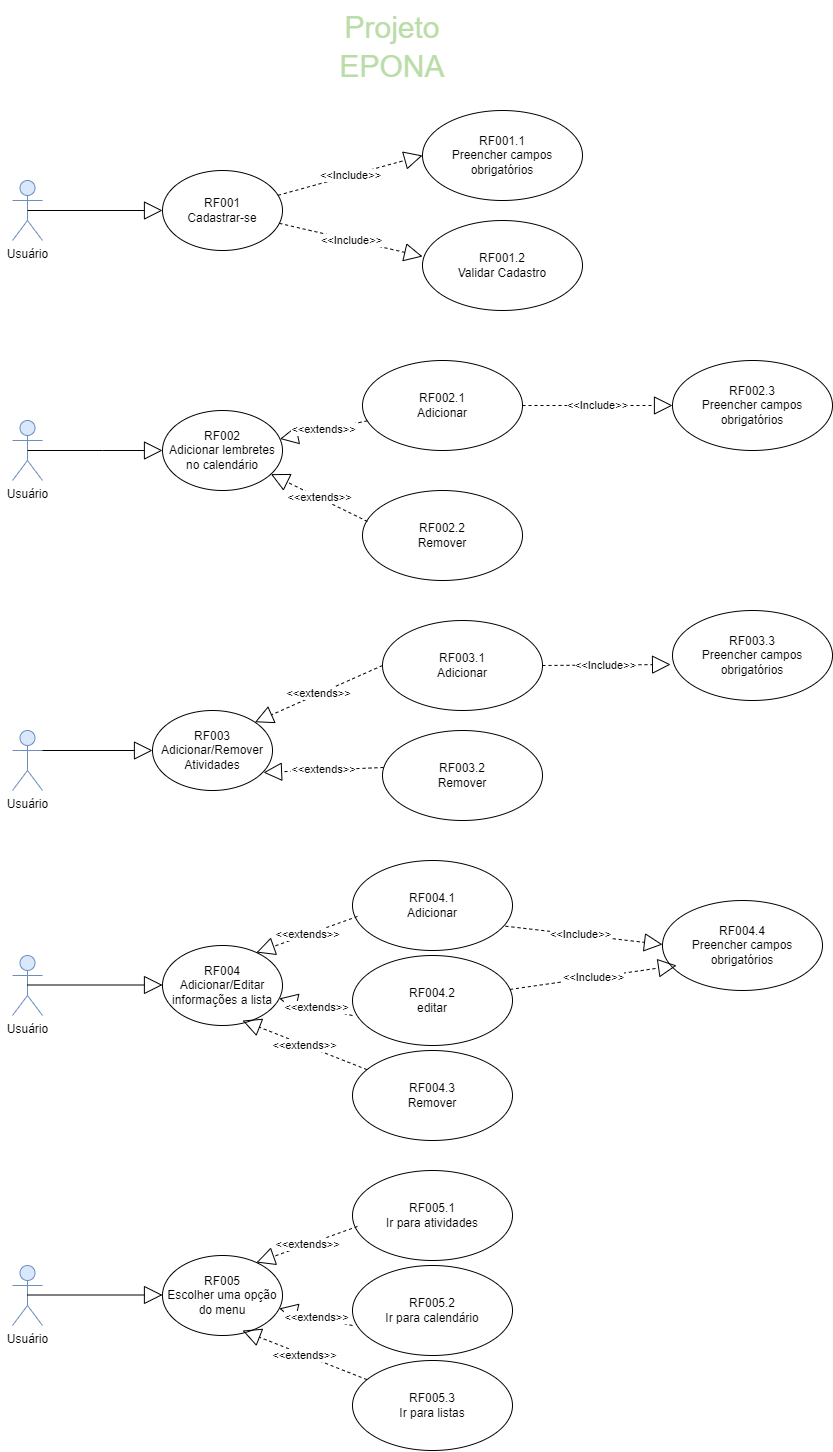 Projeto
EPONA
RF001.1
Preencher campos
obrigatórios
<<Include>>
RF001
Cadastrar-se
Usuário
<<Include>>
RF001.2
Validar Cadastro
RF002.1
Adicionar
<<Include>>
RF002.3
Preencher campos
obrigatórios
<<extends>>
RF002
Adicionar lembretes
no calendário
Usuário
<<extends>>
RF002.2
Remover
RF003.1
Adicionar
<<Include>>
RF003.3
Preencher campos
obrigatórios
<<extends>>
RF003
Adicionar/Remover
Atividades
Usuário
<<extends>>
RF003.2
Remover
RF004.1
Adicionar
<<Include>>
RF004.4
Preencher campos
obrigatórios
<<extends>>
RF004
Adicionar/Editar
informações a lista
Usuário
<<extends>>
RF004.2
editar
<<Include>>
<<extends>>
RF004.3
Remover
RF005.1
Ir para atividades
<<extends>>
RF005
Escolher uma opção
do menu
Usuário
<<extends>>
RF005.2
Ir para calendário
<<extends>>
RF005.3
Ir para listas